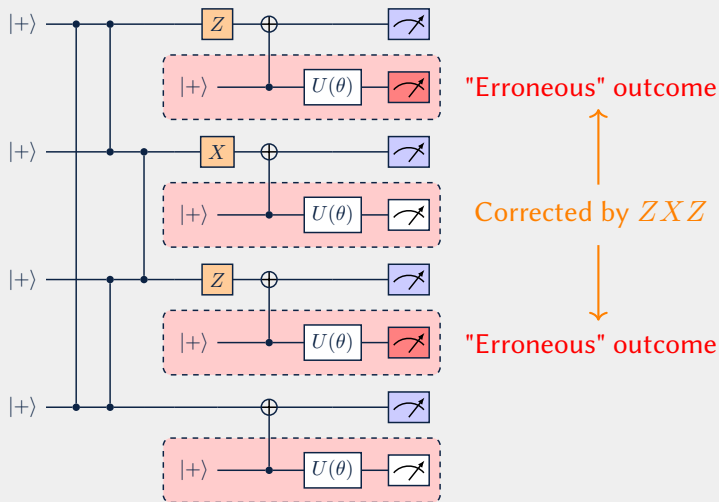 |+⟩ Z
|+⟩ U(θ) "Erroneous" outcome
|+⟩ X
|+⟩ U(θ) Corrected by ZXZ
|+⟩ Z
|+⟩ U(θ) "Erroneous" outcome
|+⟩
|+⟩ U(θ)